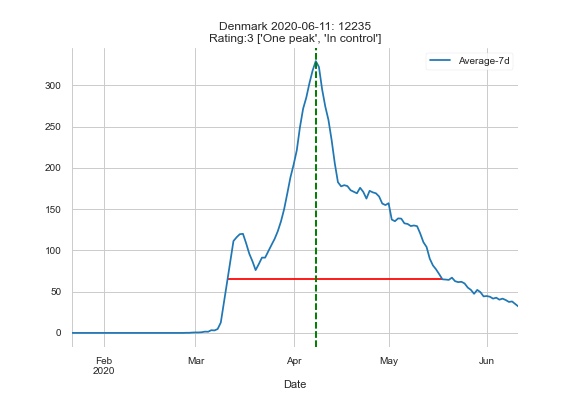 Denmark 2020-06-11: 12235
Rating:3 ['One peak', 'In control']
Average-7d
300
250
200
150
100
50
0
Feb
2020
Mar
Apr
May
Jun
Date